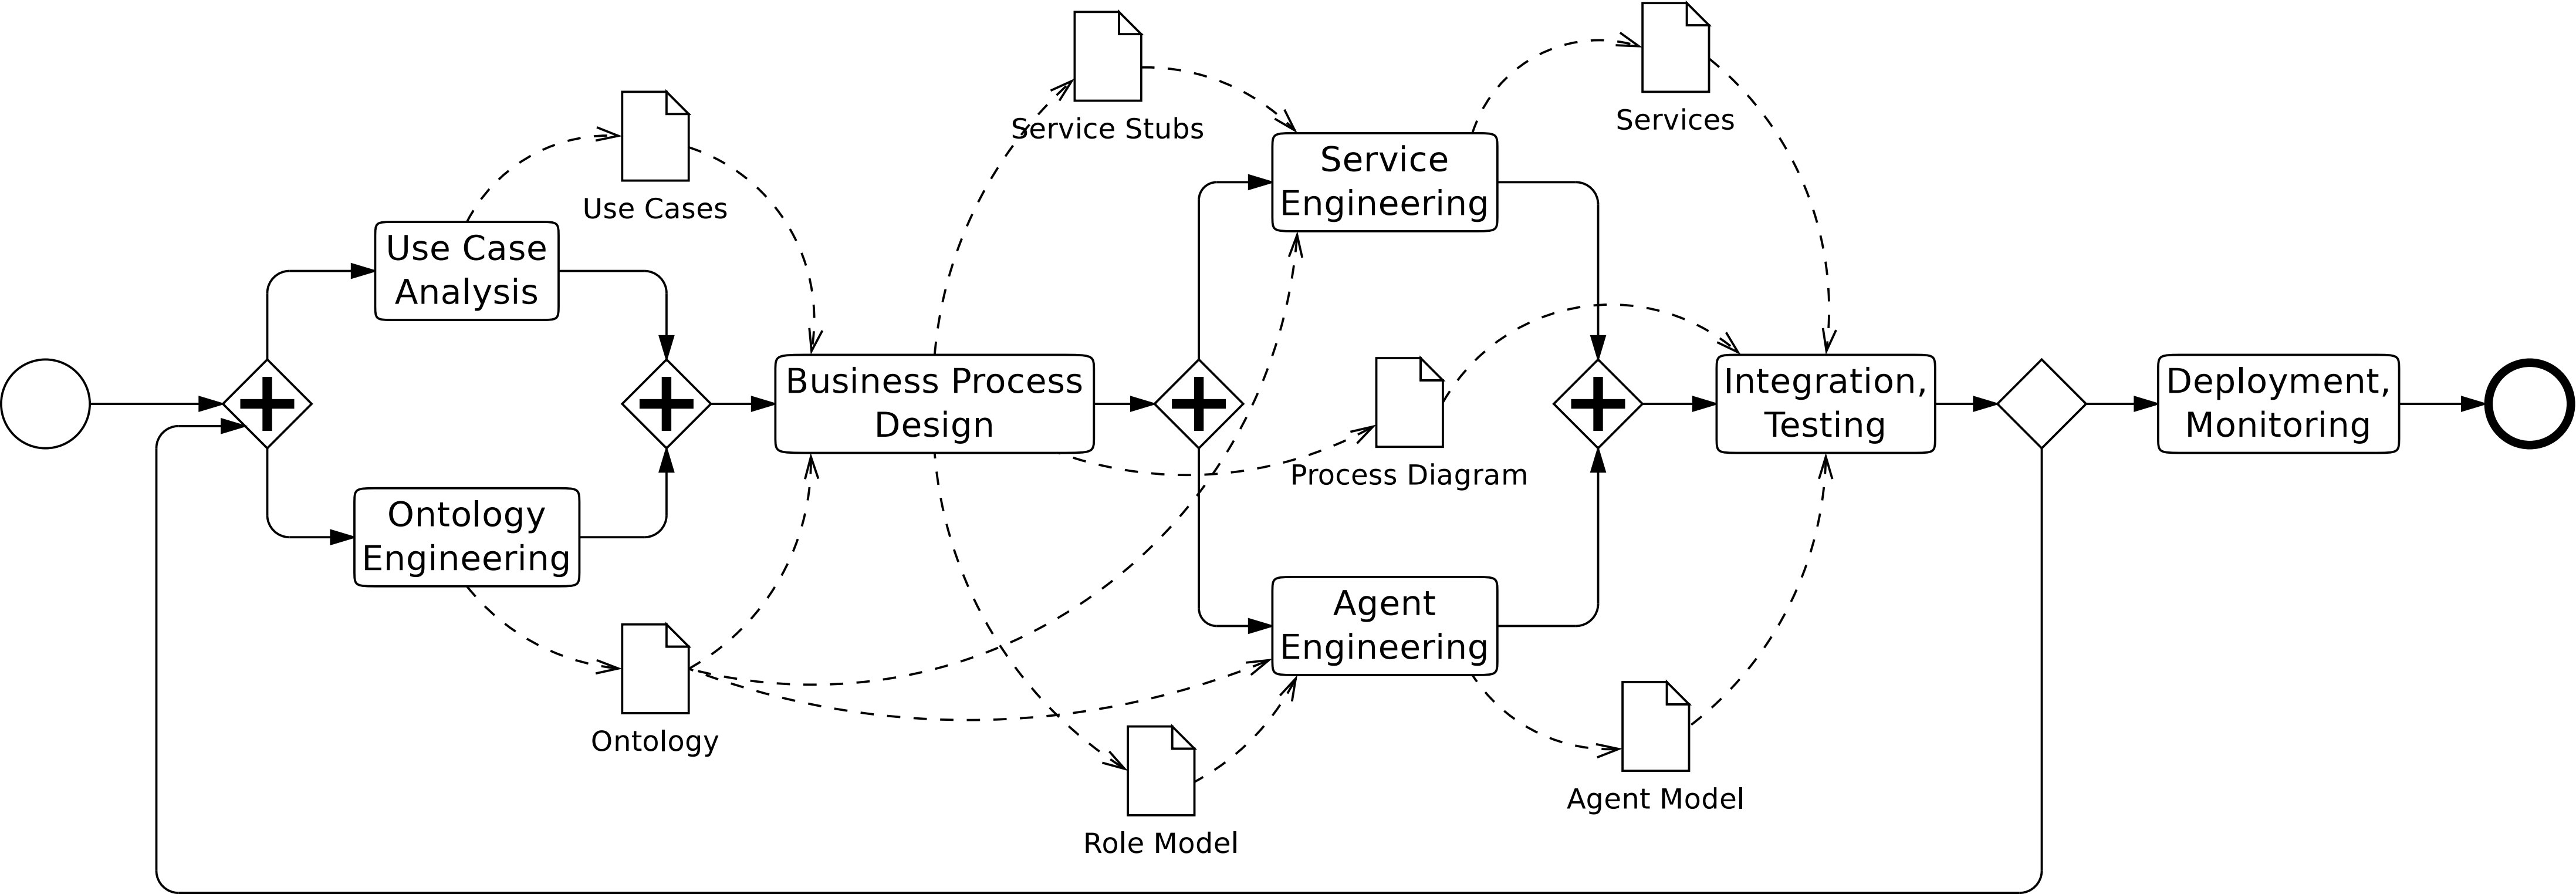 Service Stubs
Services
Use Cases
Service
Engineering
Use Case
Analysis
Business Process
Design
Process Diagram
Integration,
Testing
Deployment,
Monitoring
Ontology
Engineering
Agent
Engineering
Ontology
Role Model
Agent Model